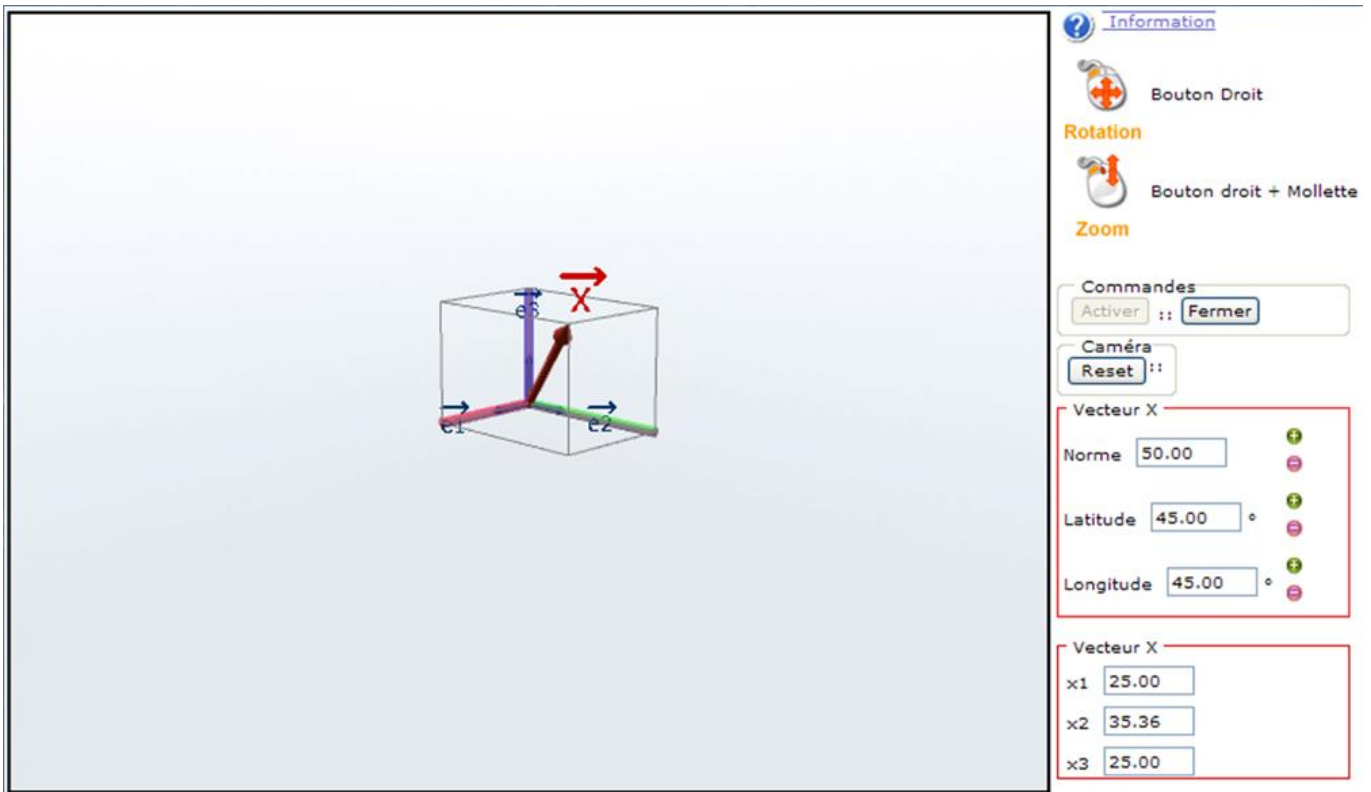 Information
Bouton Droit
Rotation
Bouton droit + Mollette
Zoom
Commandes
Activer :: Fermer
Caméra
Reset ::
Vecteur X
Norme 50.00
Latitude 45.00 °
Longitude 45.00 °
Vecteur X
x1 25.00
x2 35.36
x3 25.00
X
e3
e1
e2